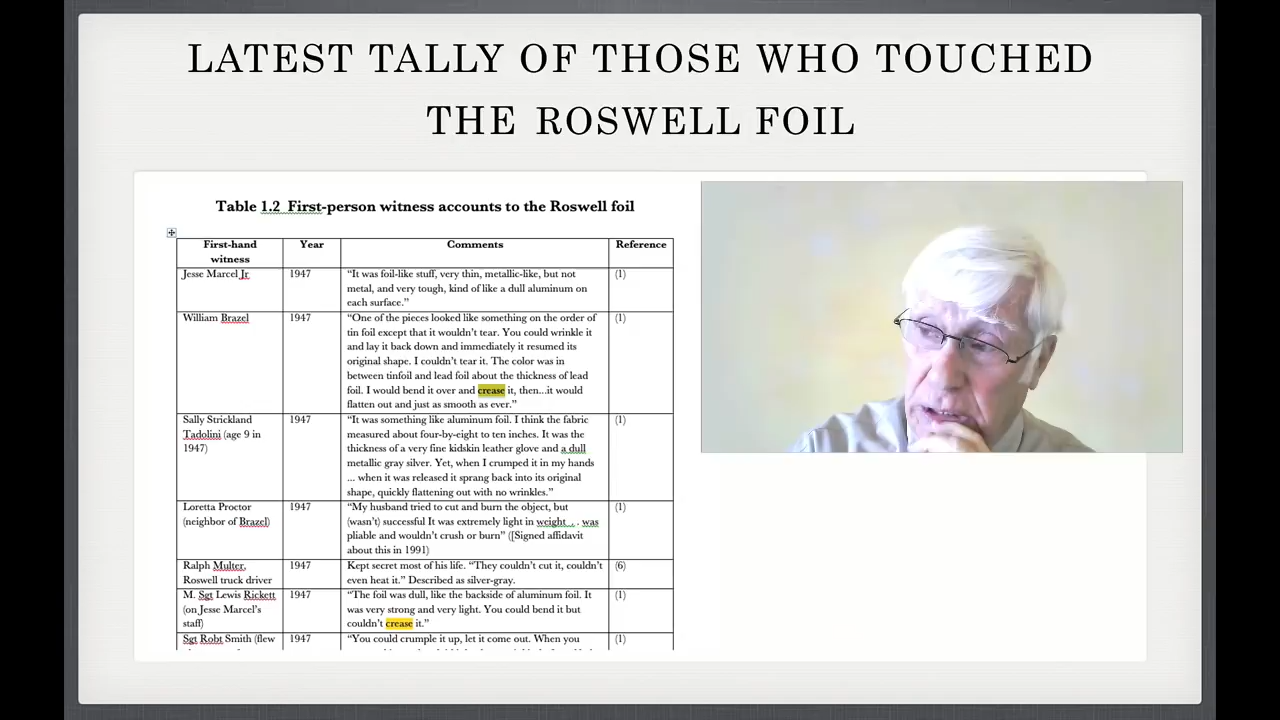 LATEST TALLY OF THOSE WHO TOUCHED
THE ROSWELL FOIL
Table 1.2 First-person witness accounts to the Roswell foil
First-hand witness
Year
Comments
Reference
Jesse Marcel Jr
1947
“It was foil-like stuff, very thin, metallic-like, but not
metal, and very tough, kind of like a dull aluminum on
each surface.”
(1)
William Brazel
1947
“One of the pieces looked like something on the order of
tin foil except that it wouldn’t tear. You could wrinkle it
and lay it back down and immediately it resumed its
original shape. I couldn’t tear it. The color was in
between tinfoil and lead foil about the thickness of lead
foil. I would bend it over and crease it, then...it would
flatten out and just as smooth as ever.”
(1)
Sally Strickland
Tadolini (age 9 in
1947)
1947
“It was something like aluminum foil. I think the fabric
measured about four-by-eight to ten inches. It was the
thickness of a very fine kidskin leather glove and a dull
metallic gray silver. Yet, when I crumped it in my hands
... when it was released it sprang back into its original
shape, quickly flattening out with no wrinkles.”
(1)
Loretta Proctor
(neighbor of Brazel)
1947
“My husband tried to cut and burn the object, but
(wasn’t) successful It was extremely light in weight . . . was
pliable and wouldn’t crush or burn” ([Signed affidavit
about this in 1991)
(1)
Ralph Multer,
Roswell truck driver
1947
Kept secret most of his life. “They couldn’t cut it, couldn’t
even heat it.” Described as silver-gray.
(6)
M. Sgt Lewis Rickett
(on Jesse Marcel’s
staff)
1947
“The foil was dull, like the backside of aluminum foil. It
was very strong and very light. You could bend it but
couldn’t crease it.”
(1)
Sgt Robt Smith (flew
1947
“You could crumple it up, let it come out. When you
(1)